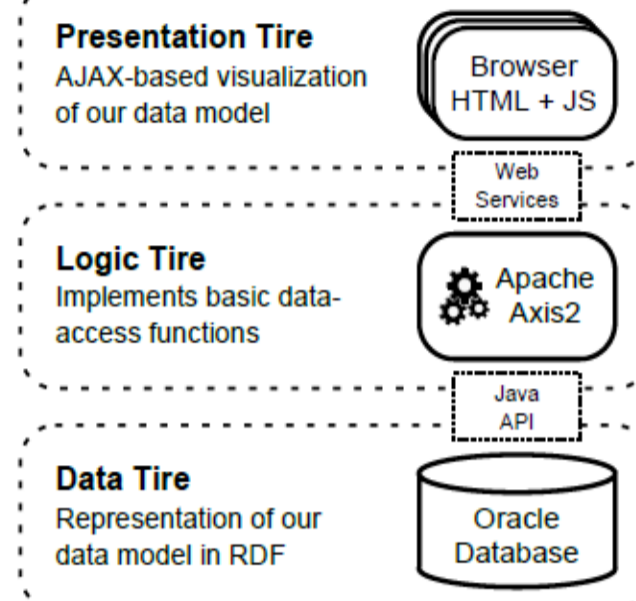 Presentation Tire
AJAX-based visualization
of our data model
Browser
HTML + JS
Web
Services
Logic Tire
Implements basic data-
access functions
Apache
Axis2
Java
API
Data Tire
Representation of our
data model in RDF
Oracle
Database